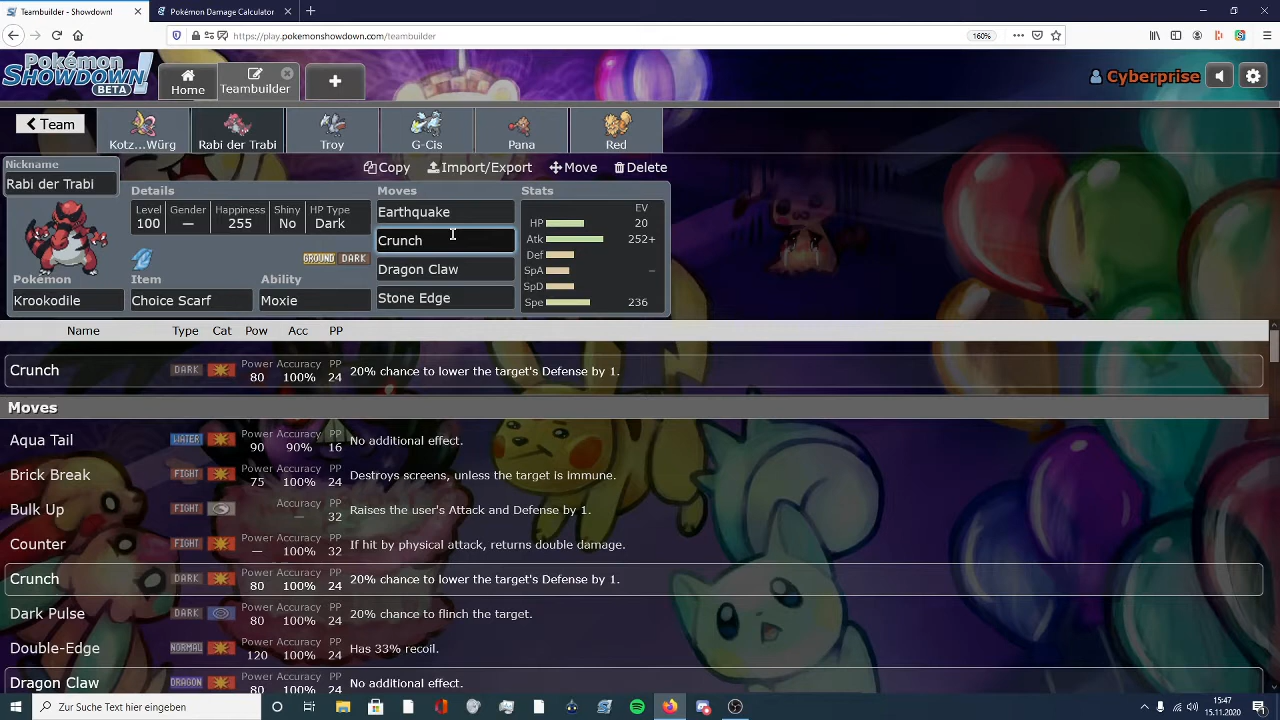 Teambuilder - Showdown! Pokémon Damage Calculator
https://play.pokemonshowdown.com/teambuilder 160%
Pokémon
SHOWDOWN!
BETA
Home Teambuilder Cyberprise
Team Kotz...Würg Rabi der Trabi Troy G-Cis Pana Red
Nickname Copy Import/Export Move Delete
Rabi der Trabi Details Moves Stats
Level Gender Happiness Shiny HP Type Earthquake EV
100 — 255 No Dark HP 20
Crunch Atk 252+
GROUND DARK Def
Dragon Claw SpA –
Pokémon Item Ability SpD
Krookodile Choice Scarf Moxie Stone Edge Spe 236
Name Type Cat Pow Acc PP
Crunch DARK Power 80 Accuracy 100% PP 24 20% chance to lower the target's Defense by 1.
Moves
Aqua Tail WATER Power 90 Accuracy 90% PP 16 No additional effect.
Brick Break FIGHT Power 75 Accuracy 100% PP 24 Destroys screens, unless the target is immune.
Bulk Up FIGHT Accuracy — PP 32 Raises the user's Attack and Defense by 1.
Counter FIGHT Power — Accuracy 100% PP 32 If hit by physical attack, returns double damage.
Crunch DARK Power 80 Accuracy 100% PP 24 20% chance to lower the target's Defense by 1.
Dark Pulse DARK Power 80 Accuracy 100% PP 24 20% chance to flinch the target.
Double-Edge NORMAL Power 120 Accuracy 100% PP 24 Has 33% recoil.
Dragon Claw DRAGON Power 80 Accuracy 100% PP 24 No additional effect.
Zur Suche Text hier eingeben 15:47
15.11.2020